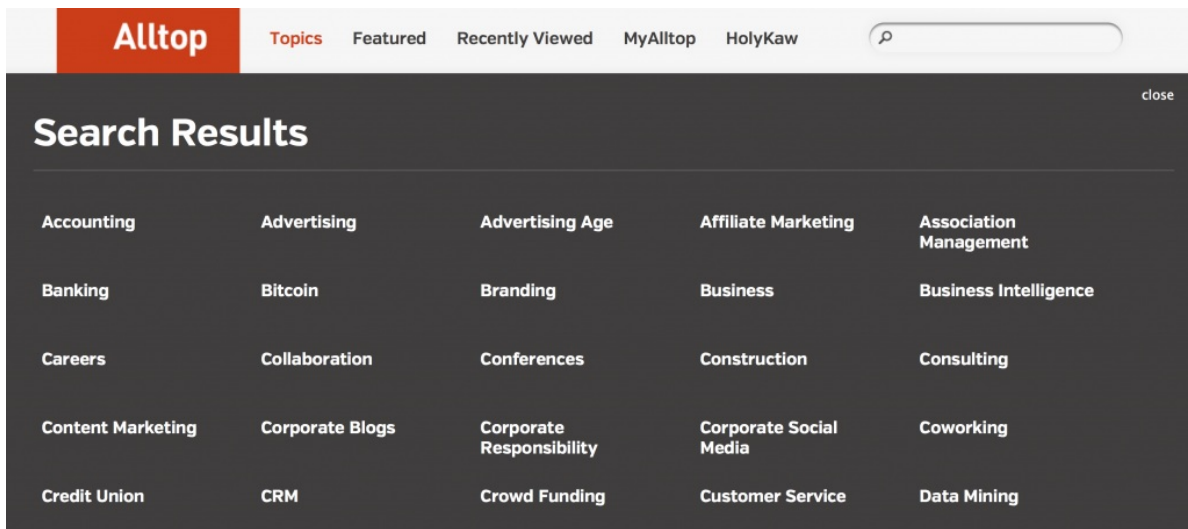 Alltop
Topics Featured Recently Viewed MyAlltop HolyKaw
close
Search Results
Accounting Advertising Advertising Age Affiliate Marketing Association
Management
Banking Bitcoin Branding Business Business Intelligence
Careers Collaboration Conferences Construction Consulting
Content Marketing Corporate Blogs Corporate Corporate Social Coworking
Responsibility Media
Credit Union CRM Crowd Funding Customer Service Data Mining